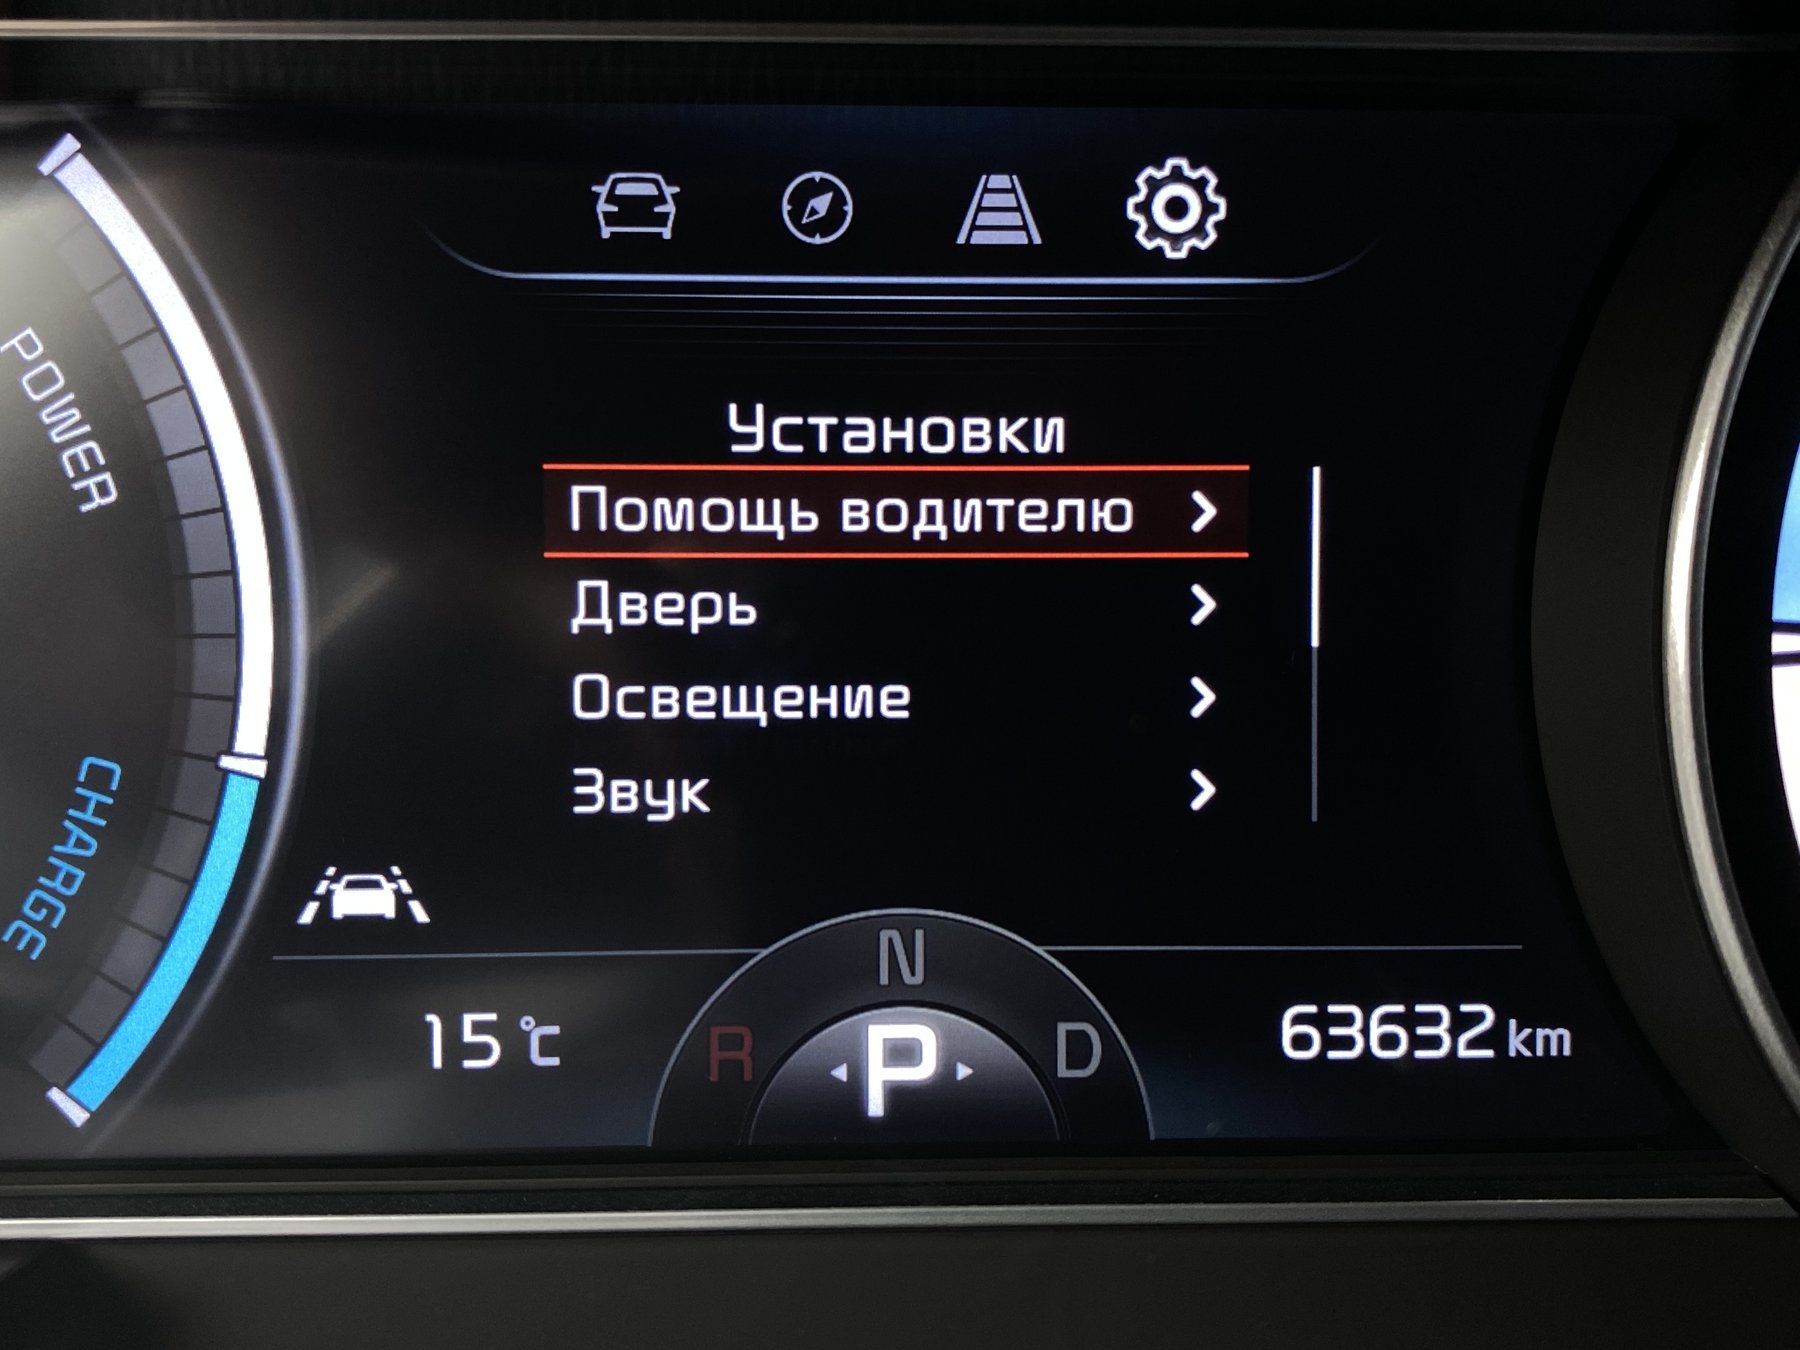 POWER
CHARGE
Установки
Помощь водителю
Дверь
Освещение
Звук
N
R
P
D
15 °C
63632 km